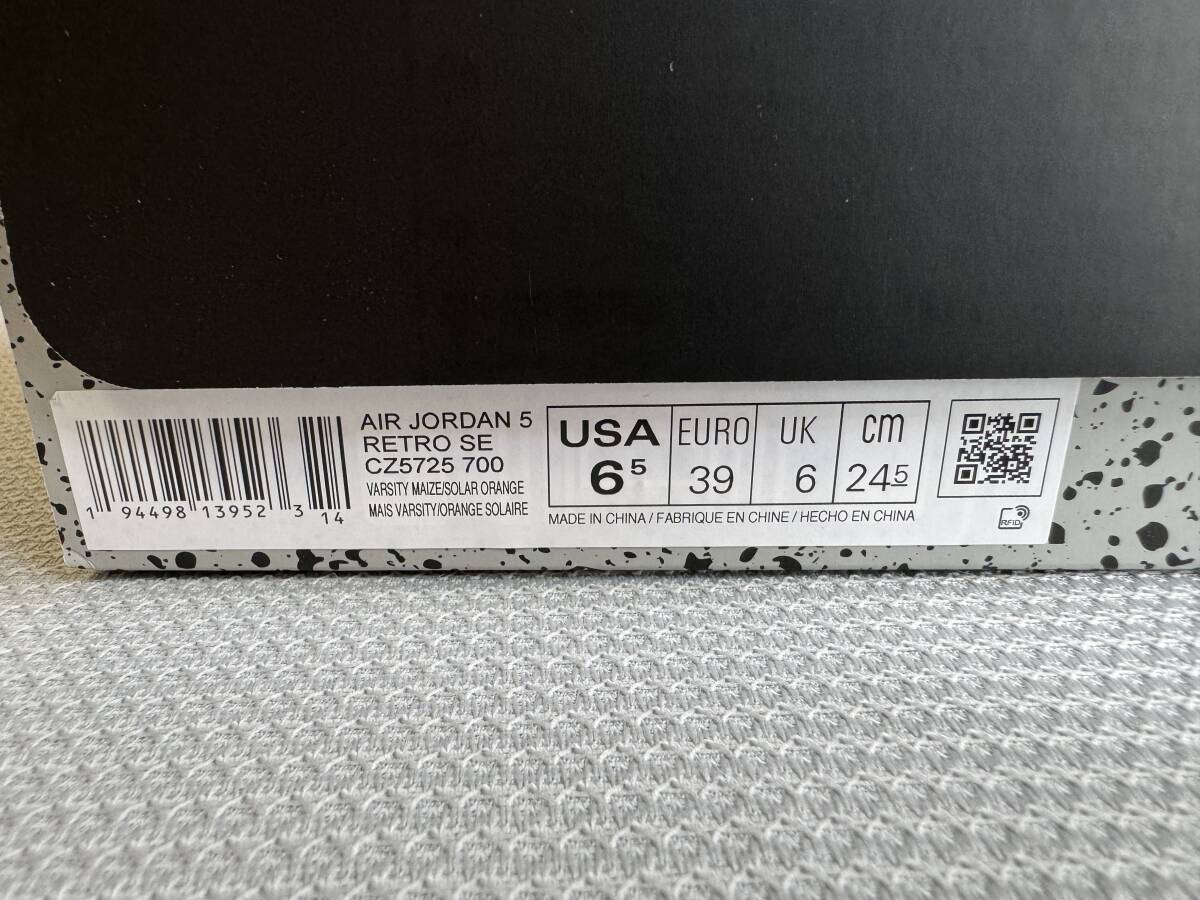 AIR JORDAN 5
RETRO SE
CZ5725 700
VARSITY MAIZE/SOLAR ORANGE
MAIS VARSITY/ORANGE SOLAIRE
1 94498 13952 3 14
USA EURO UK cm
6⁵ 39 6 24⁵
MADE IN CHINA / FABRIQUE EN CHINE / HECHO EN CHINA
RFID